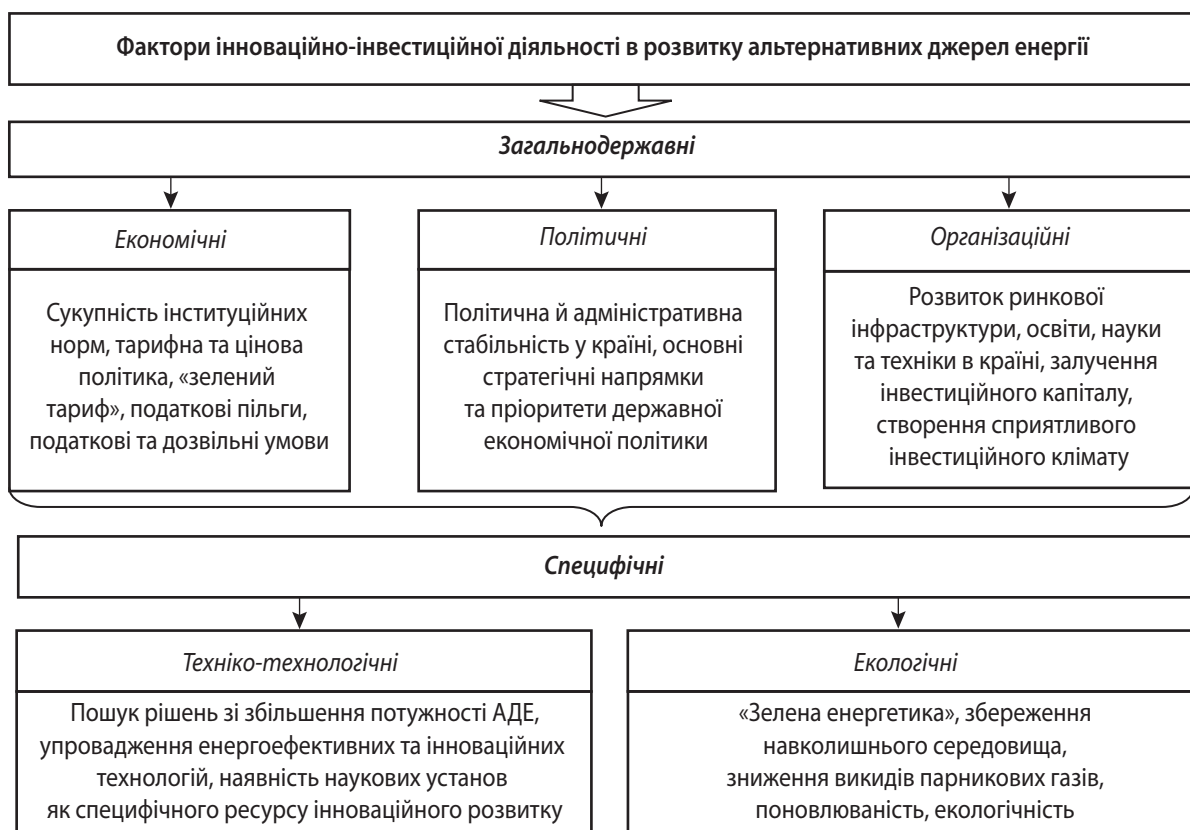 Фактори інноваційно-інвестиційної діяльності в розвитку альтернативних джерел енергії
Загальнодержавні
Економічні
Сукупність інституційних
норм, тарифна та цінова
політика, «зелений
тариф», податкові пільги,
податкові та дозвільні умови
Політичні
Політична й адміністративна
стабільність у країні, основні
стратегічні напрямки
та пріоритети державної
економічної політики
Організаційні
Розвиток ринкової
інфраструктури, освіти, науки
та техніки в країні, залучення
інвестиційного капіталу,
створення сприятливого
інвестиційного клімату
Специфічні
Техніко-технологічні
Пошук рішень зі збільшення потужності АДЕ,
упровадження енергоефективних та інноваційних
технологій, наявність наукових установ
як специфічного ресурсу інноваційного розвитку
Екологічні
«Зелена енергетика», збереження
навколишнього середовища,
зниження викидів парникових газів,
поновлюваність, екологічність